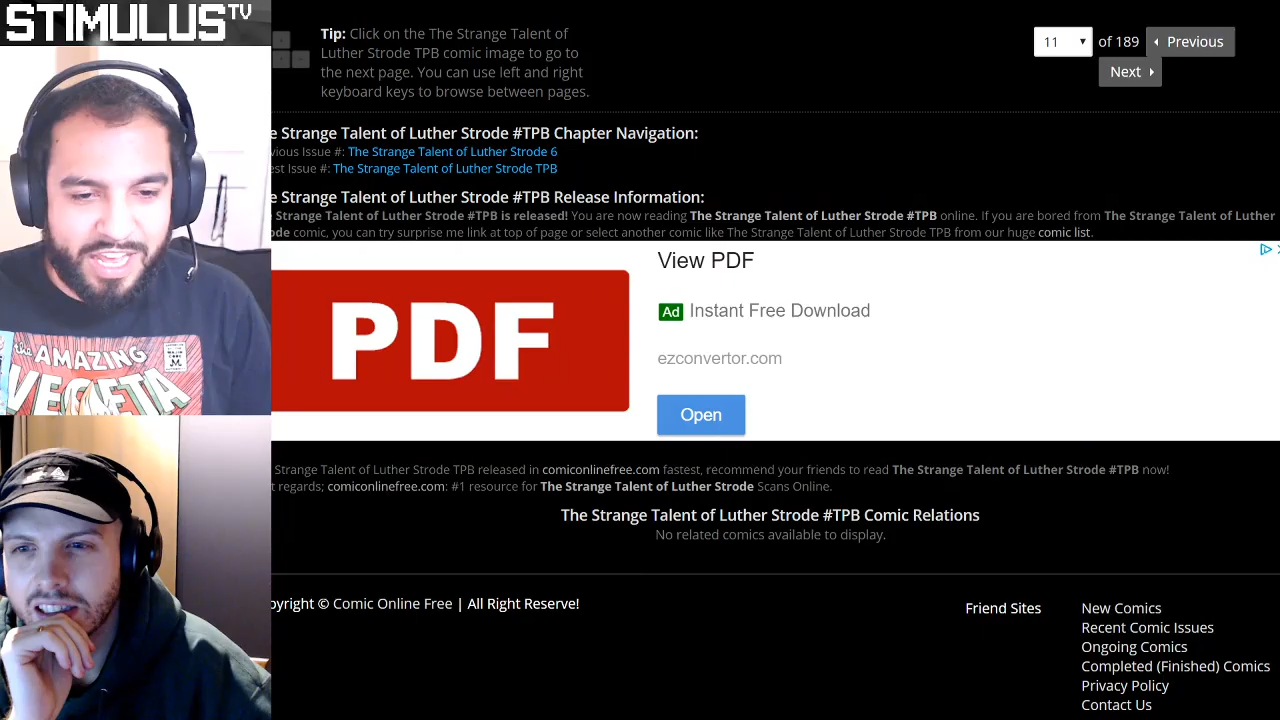 STIMULUS TV
Tip: Click on the The Strange Talent of
Luther Strode TPB comic image to go to
the next page. You can use left and right
keyboard keys to browse between pages.
11 of 189 Previous
Next
e Strange Talent of Luther Strode #TPB Chapter Navigation:
vious Issue #: The Strange Talent of Luther Strode 6
est Issue #: The Strange Talent of Luther Strode TPB
e Strange Talent of Luther Strode #TPB Release Information:
Strange Talent of Luther Strode #TPB is released! You are now reading The Strange Talent of Luther Strode #TPB online. If you are bored from The Strange Talent of Luther
ode comic, you can try surprise me link at top of page or select another comic like The Strange Talent of Luther Strode TPB from our huge comic list.
PDF
View PDF
Ad Instant Free Download
ezconvertor.com
Open
the AMAZING
VEGETA
Strange Talent of Luther Strode TPB released in comiconlinefree.com fastest, recommend your friends to read The Strange Talent of Luther Strode #TPB now!
t regards; comiconlinefree.com: #1 resource for The Strange Talent of Luther Strode Scans Online.
The Strange Talent of Luther Strode #TPB Comic Relations
No related comics available to display.
pyright © Comic Online Free | All Right Reserve!
Friend Sites
New Comics
Recent Comic Issues
Ongoing Comics
Completed (Finished) Comics
Privacy Policy
Contact Us